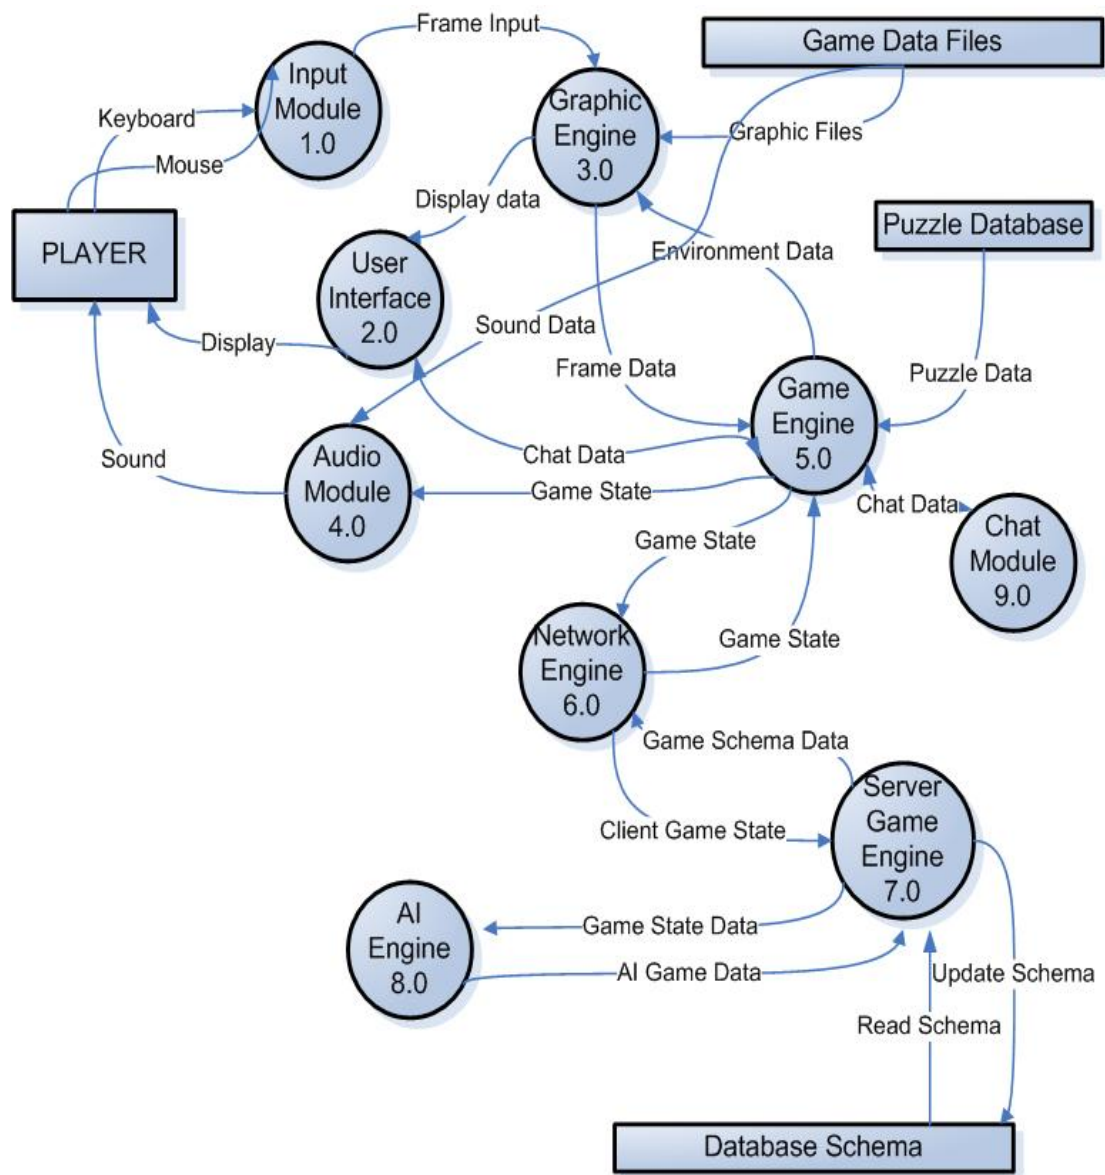 Frame Input
Game Data Files
Input
Module
1.0
Graphic
Engine
3.0
Keyboard
Graphic Files
Mouse
Display data
PLAYER
Puzzle Database
User
Interface
2.0
Environment Data
Sound Data
Display
Frame Data
Game
Engine
5.0
Puzzle Data
Sound
Audio
Module
4.0
Chat Data
Game State
Chat Data
Chat
Module
9.0
Game State
Network
Engine
6.0
Game State
Game Schema Data
Server
Game
Engine
7.0
Client Game State
AI
Engine
8.0
Game State Data
AI Game Data
Update Schema
Read Schema
Database Schema